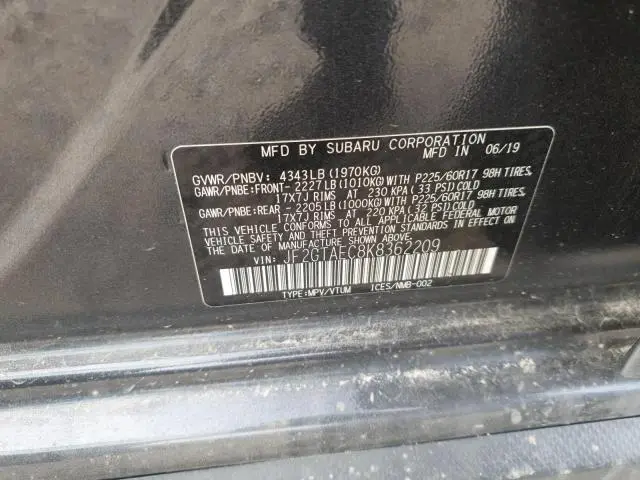 MFD BY SUBARU CORPORATION
GVWR/PNBV: 4343LB (1970KG) MFD IN 06/19
GAWR/PNBE:FRONT- 2227LB (1010KG) WITH P225/60R17 98H TIRES,
17X7J RIMS AT 230 KPA (33 PSI) COLD
GAWR/PNBE:REAR - 2205LB (1000KG) WITH P225/60R17 98H TIRES,
17X7J RIMS AT 220 KPA (32 PSI) COLD
THIS VEHICLE CONFORMS TO ALL APPLICABLE FEDERAL MOTOR
VEHICLE SAFETY AND THEFT PREVENTION STANDARDS IN EFFECT ON
THE DATE OF MANUFACTURE SHOWN ABOVE.
VIN: JF2GTAEC8K8362209
TYPE:MPV/VTUM ICES/NMB-002